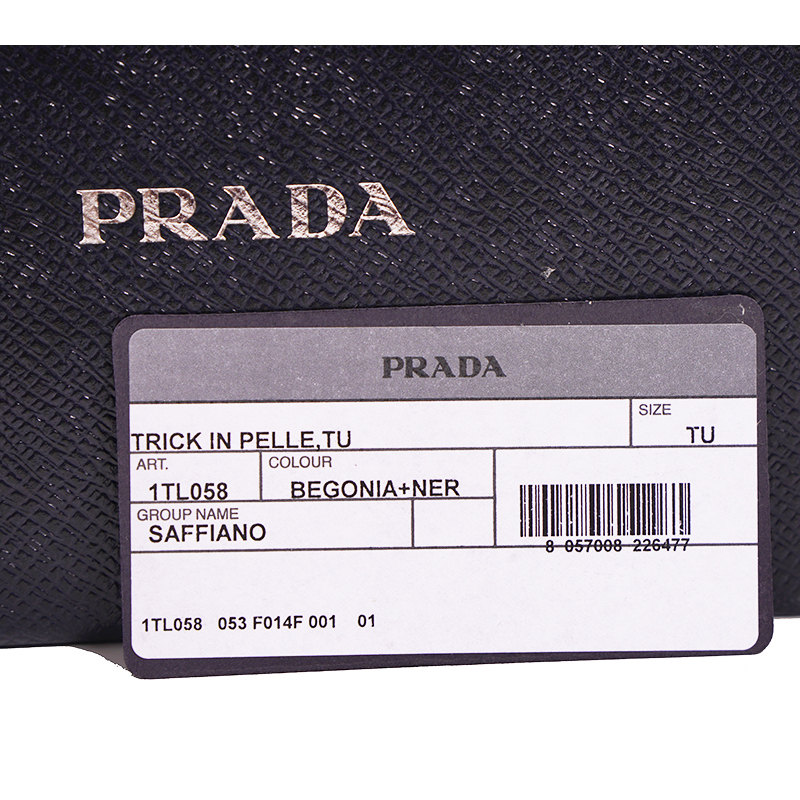 PRADA
PRADA
TRICK IN PELLE,TU
SIZE
TU
ART.
1TL058
COLOUR
BEGONIA+NER
GROUP NAME
SAFFIANO
8 057008 226477
1TL058 053 F014F 001 01